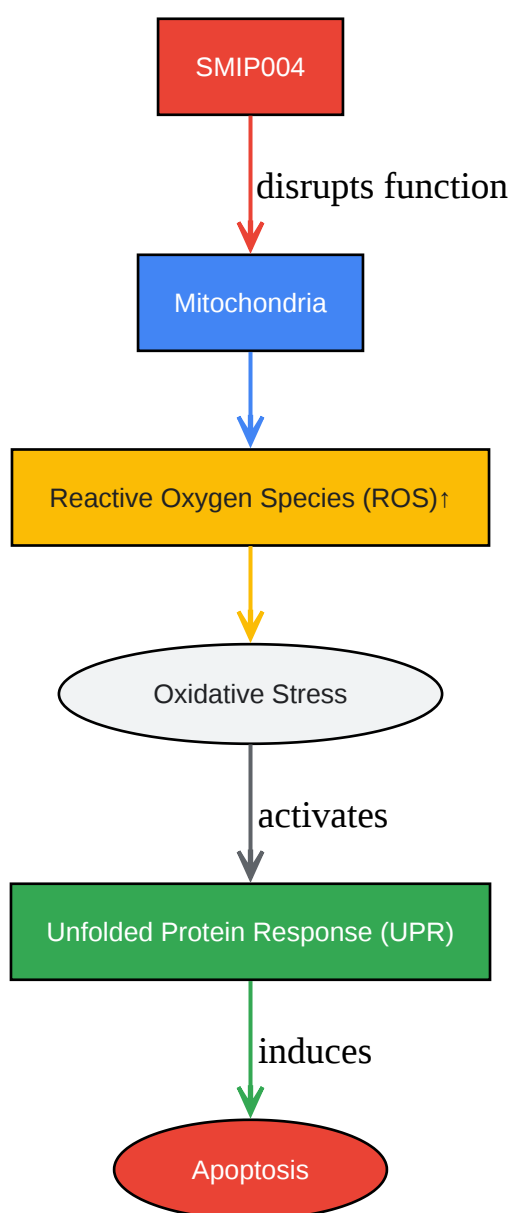 SMIP004
disrupts function
Mitochondria
Reactive Oxygen Species (ROS)↑
Oxidative Stress
activates
Unfolded Protein Response (UPR)
induces
Apoptosis